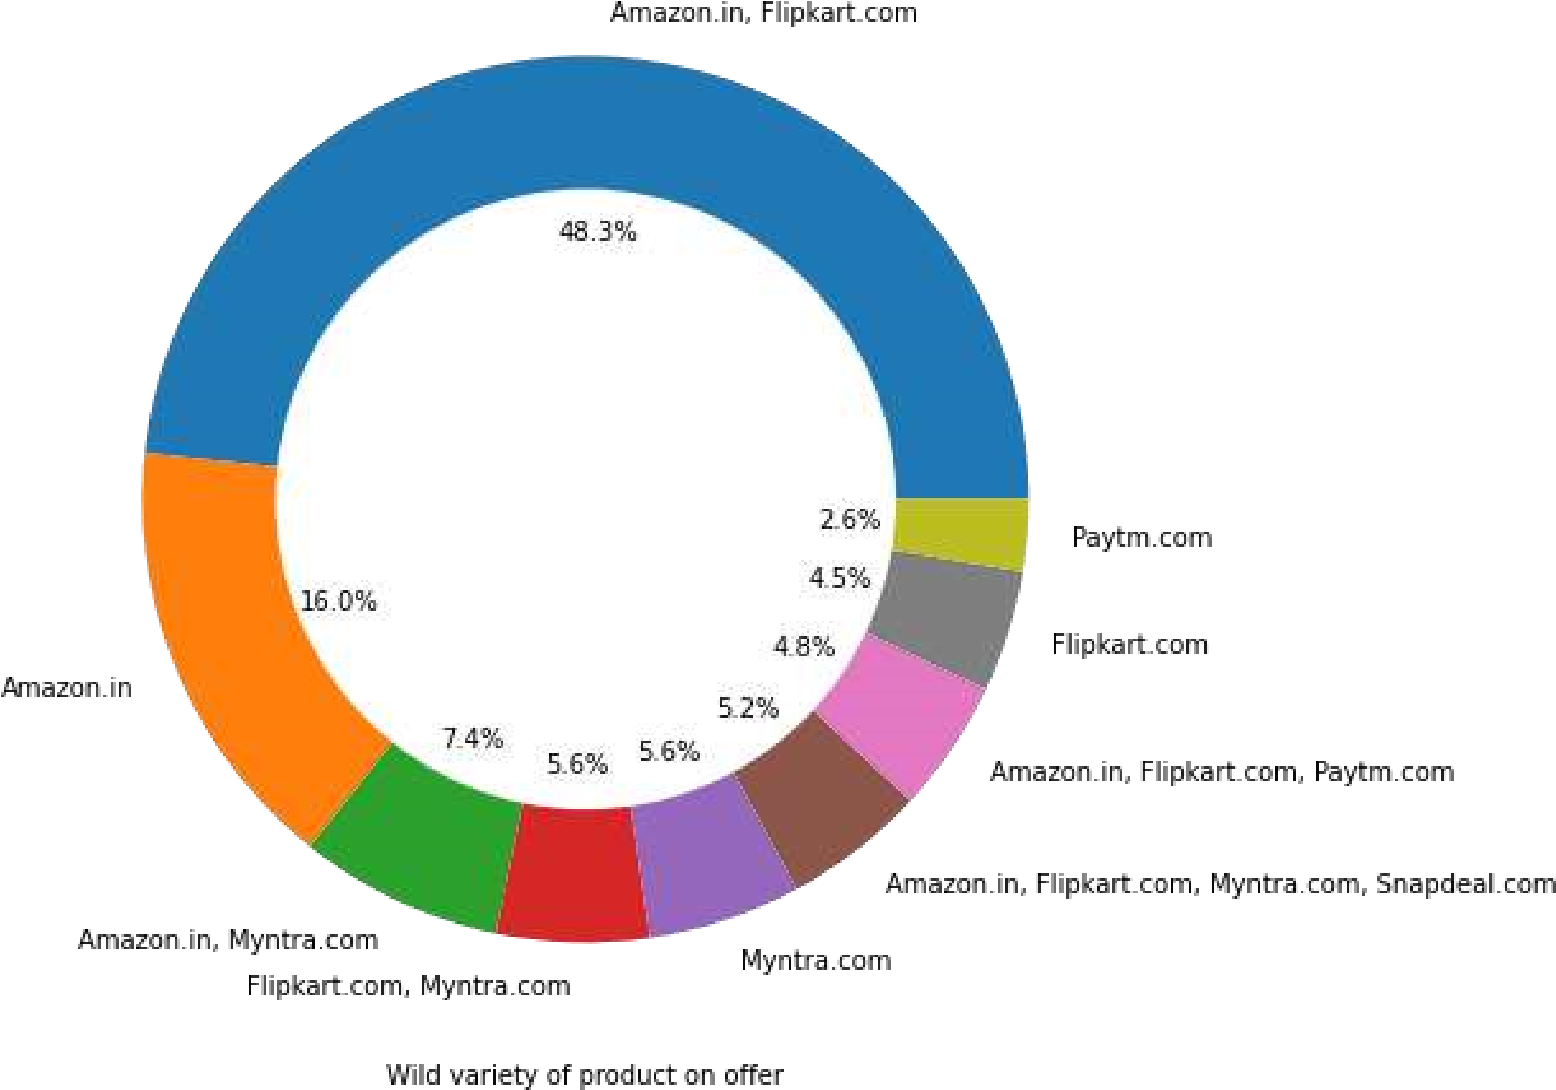 Amazon.in, Flipkart.com
48.3%
2.6%
Paytm.com
4.5%
16.0%
4.8%
Flipkart.com
Amazon.in
5.2%
7.4%
5.6%
5.6%
Amazon.in, Flipkart.com, Paytm.com
Amazon.in, Flipkart.com, Myntra.com, Snapdeal.com
Amazon.in, Myntra.com
Myntra.com
Flipkart.com, Myntra.com
Wild variety of product on offer